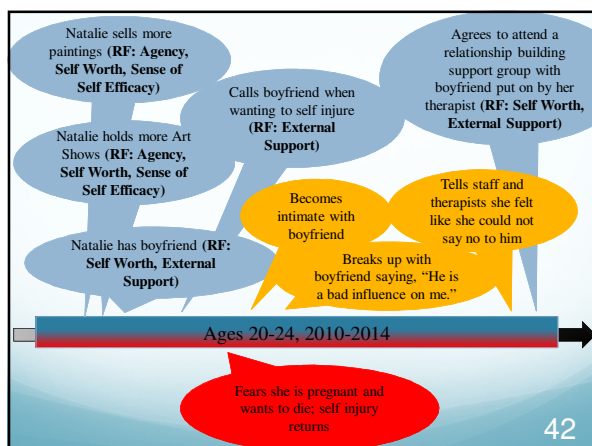 Natalie sells more
paintings (RF: Agency,
Self Worth, Sense of
Self Efficacy)
Natalie holds more Art
Shows (RF: Agency,
Self Worth, Sense of
Self Efficacy)
Natalie has boyfriend (RF:
Self Worth, External
Support)
Calls boyfriend when
wanting to self injure
(RF: External
Support)
Becomes
intimate with
boyfriend
Breaks up with
boyfriend saying, “He is
a bad influence on me.”
Agrees to attend a
relationship building
support group with
boyfriend put on by her
therapist (RF: Self Worth,
External Support)
Tells staff and
therapists she felt
like she could not
say no to him
Ages 20-24, 2010-2014
Fears she is pregnant and
wants to die; self injury
returns
42